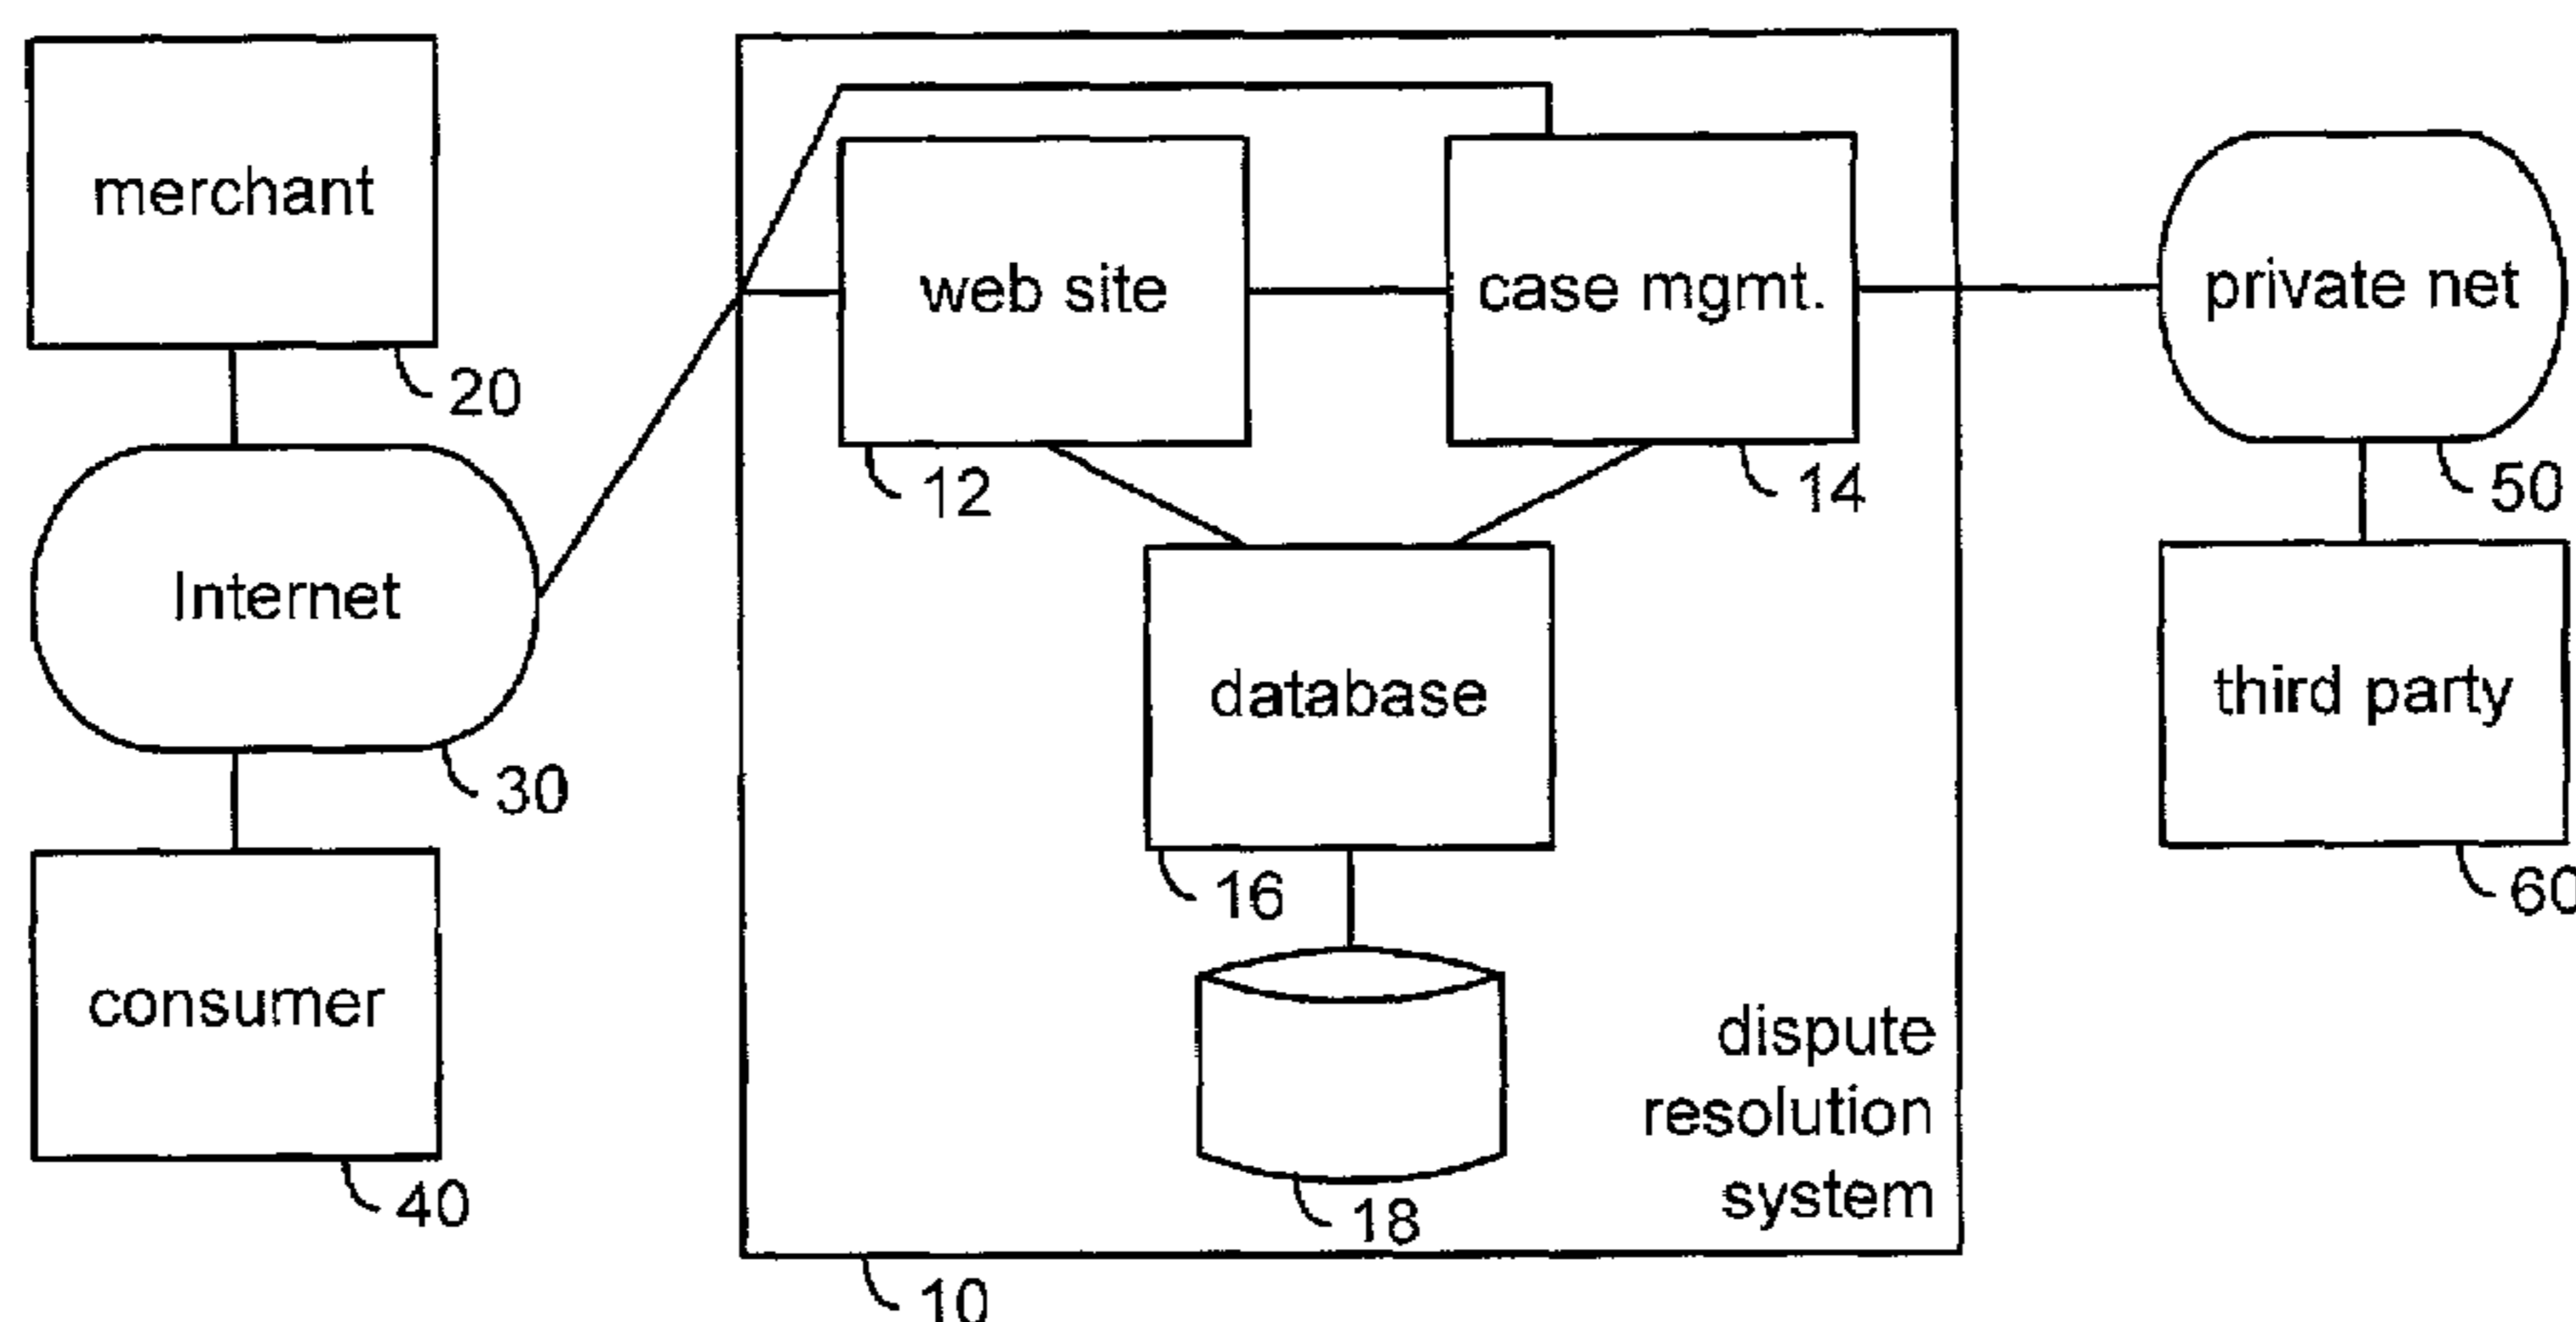 merchant
20
Internet
30
consumer
40
web site
12
case mgmt.
14
database
16
18
dispute
resolution
system
10
private net
50
third party
60